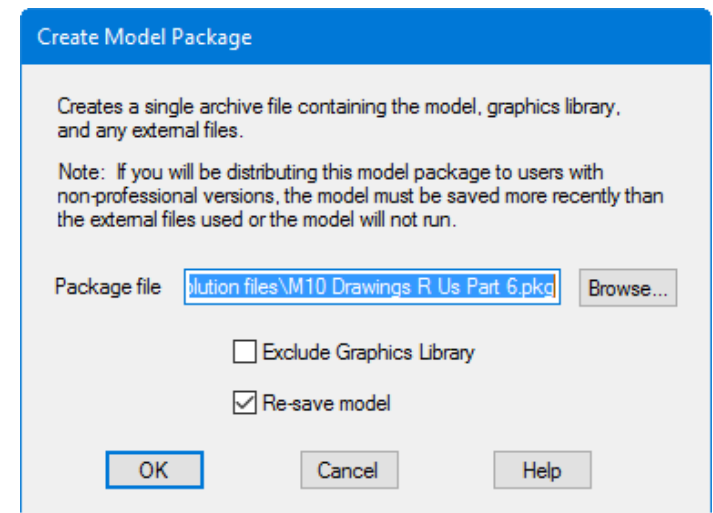 Create Model Package
Creates a single archive file containing the model, graphics library,
and any external files.
Note: If you will be distributing this model package to users with
non-professional versions, the model must be saved more recently than
the external files used or the model will not run.
Package file olution files\M10 Drawings R Us Part 6.pkg Browse...
Exclude Graphics Library
Re-save model
OK Cancel Help